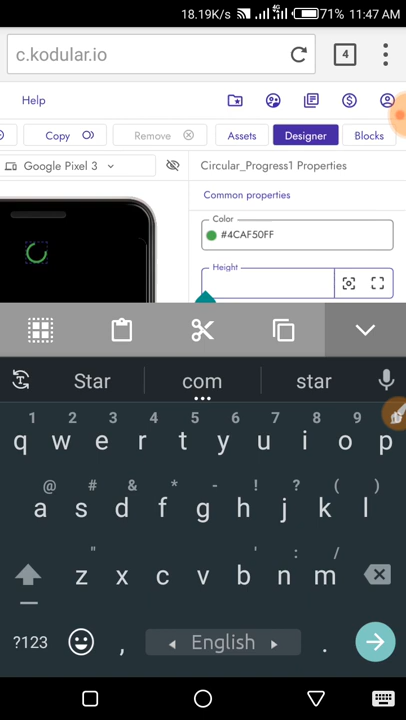 18.19K/s 4G 71% 11:47 AM
c.kodular.io 4
Help
Copy Remove Assets Designer Blocks
Google Pixel 3 Circular_Progress1 Properties
Common properties
Color
#4CAF50FF
Height
Star com star
1 2 3 4 5 6 7 8 9
q w e r t y u i o p
@ # & * - ! ? ( )
a s d f g h j k l
" ' : /
z x c v b n m
?123 , English .